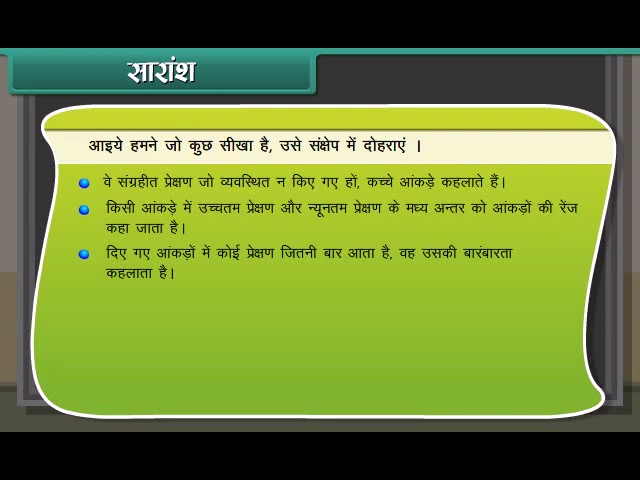 सारांश
आइये हमने जो कुछ सीखा है, उसे संक्षेप में दोहराएं ।
वे संग्रहीत प्रेक्षण जो व्यवस्थित न किए गए हों, कच्चे आंकड़े कहलाते हैं।
किसी आंकड़े में उच्चतम प्रेक्षण और न्यूनतम प्रेक्षण के मध्य अन्तर को आंकड़ों की रेंज
कहा जाता है।
दिए गए आंकड़ों में कोई प्रेक्षण जितनी बार आता है, वह उसकी बारंबारता
कहलाता है।